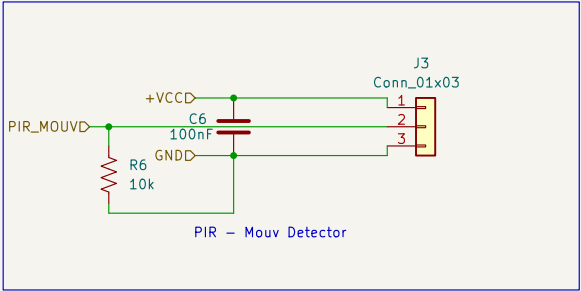 J3
Conn_01x03
+VCC
1
PIR_MOUV
C6
2
100nF
3
GND
R6
10k
PIR - Mouv Detector